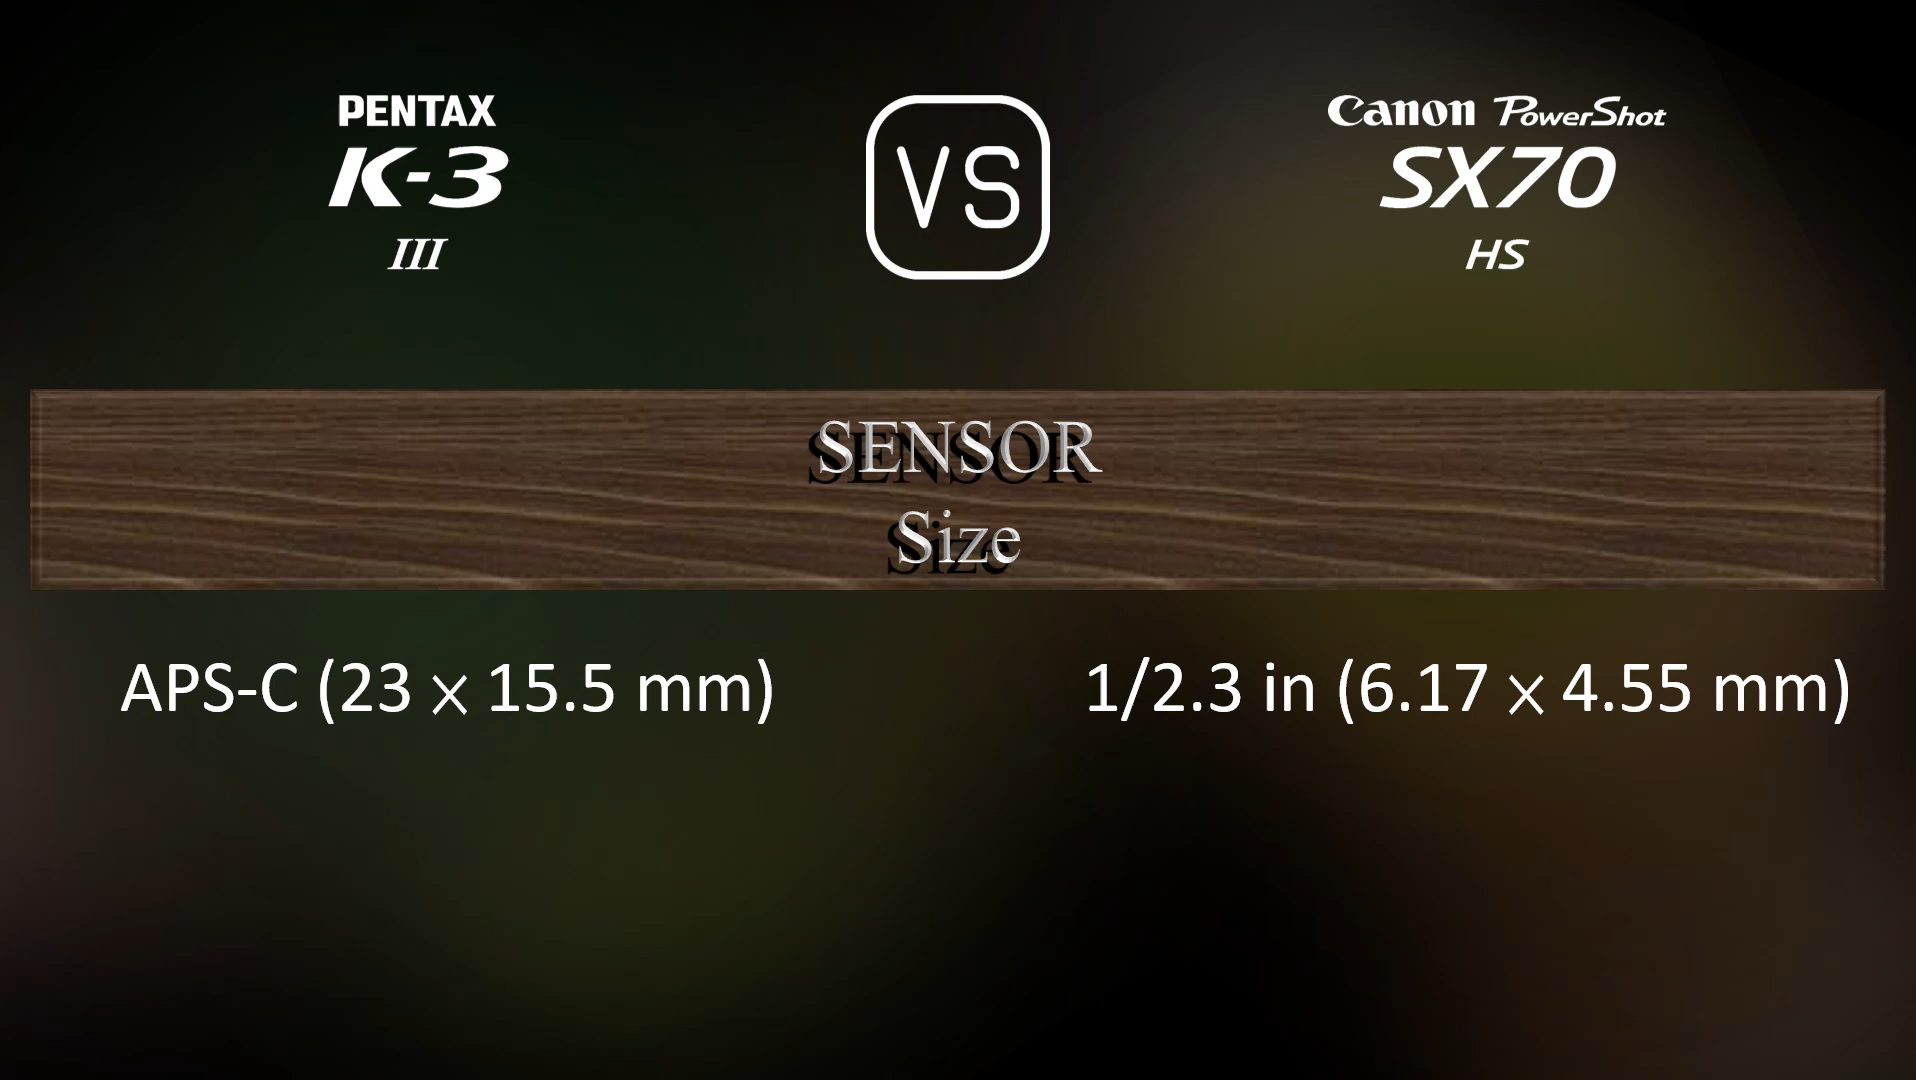 PENTAX
K-3
III
VS
Canon PowerShot
SX70
HS
SENSOR
Size
APS-C (23 x 15.5 mm)
1/2.3 in (6.17 x 4.55 mm)